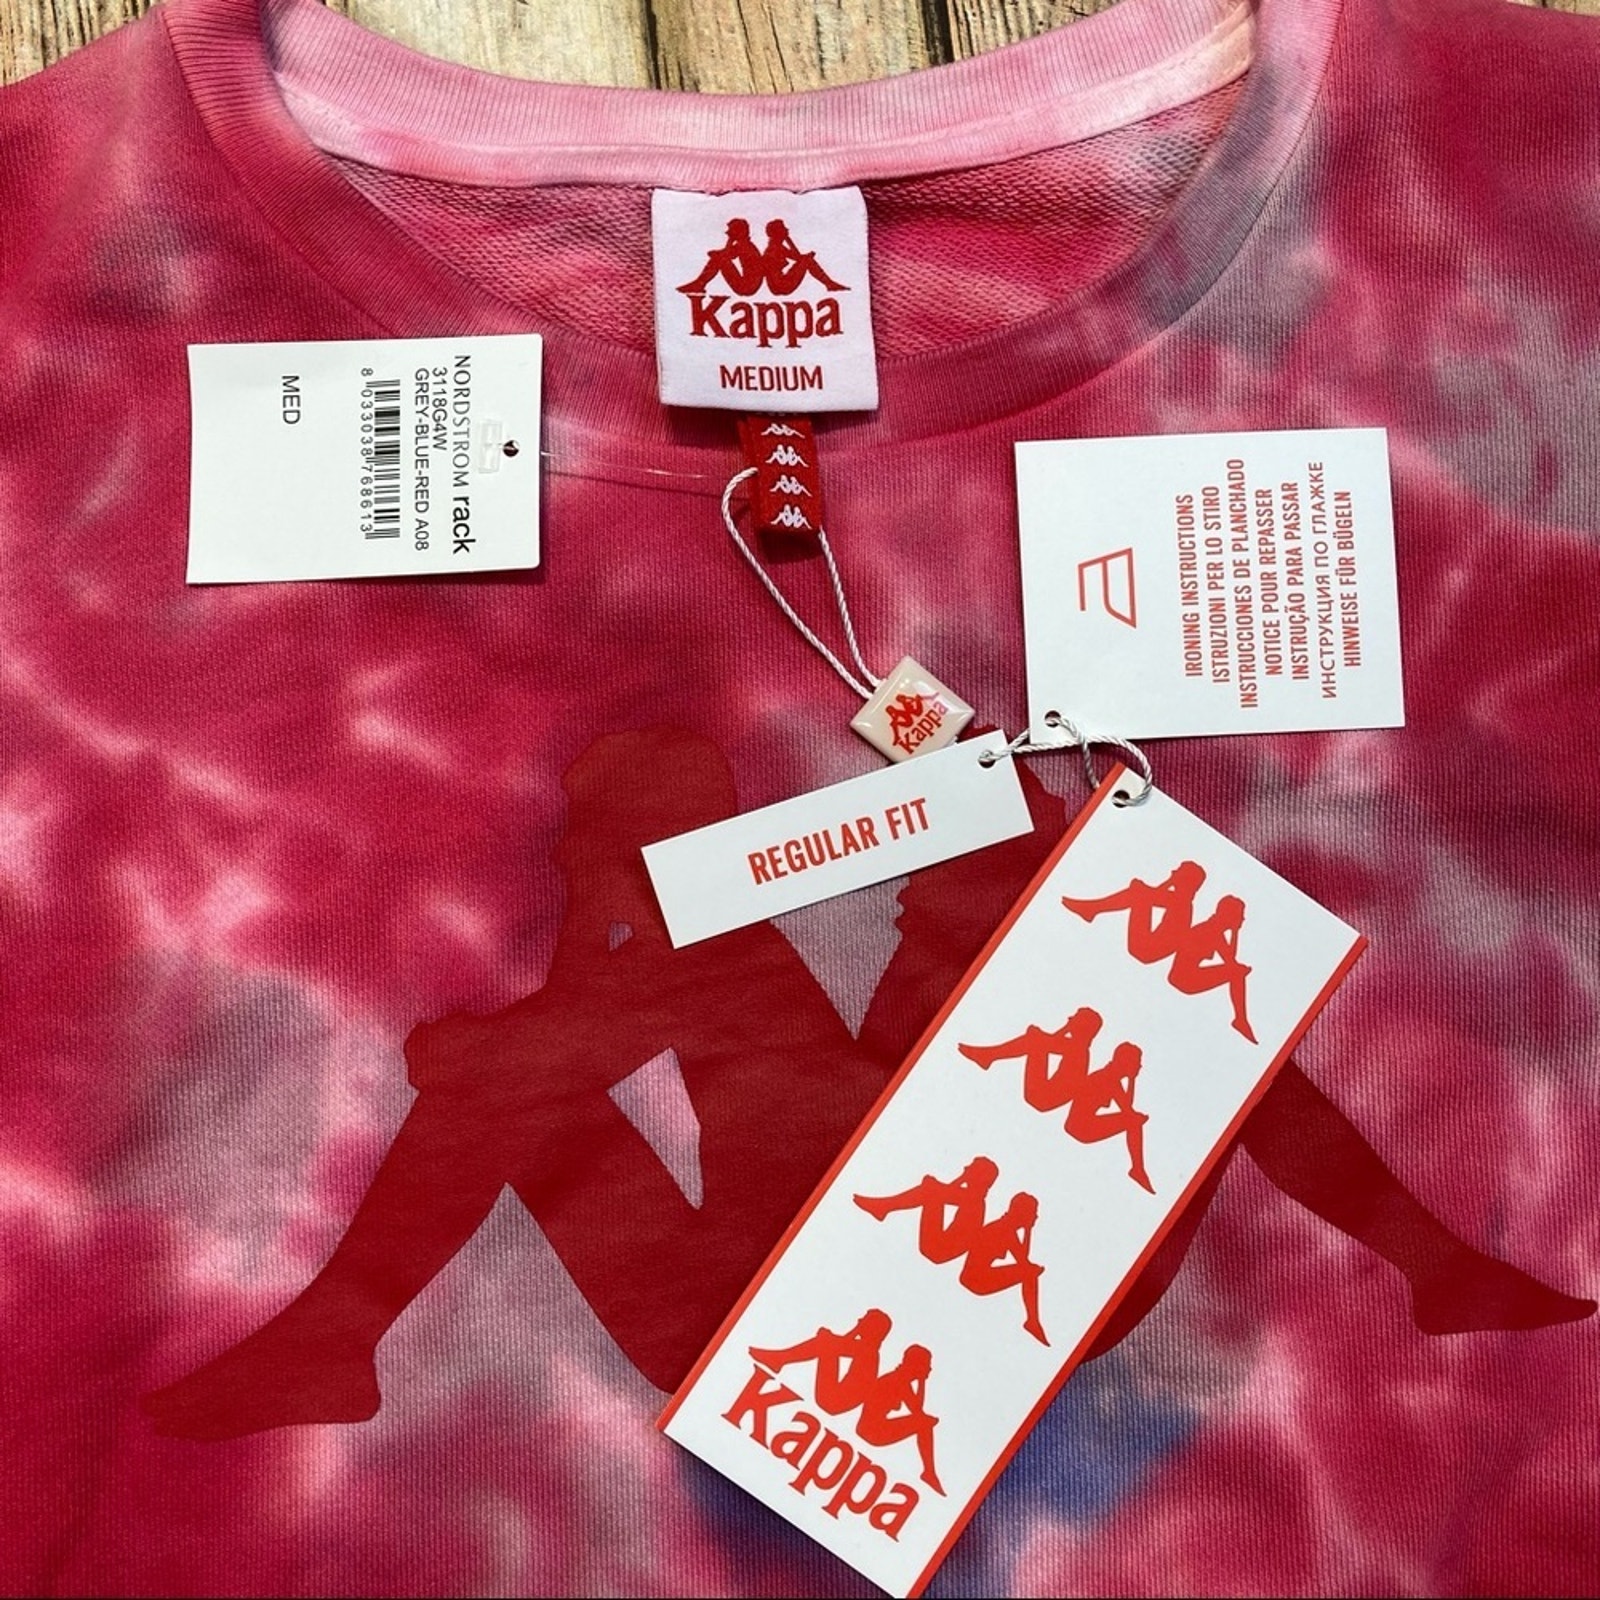 Kappa
MEDIUM
NORDSTROM rack
3118G4W
GREY-BLUE-RED A08
8 033038 768613
MED
IRONING INSTRUCTIONS
ISTRUZIONI PER LO STIRO
INSTRUCCIONES DE PLANCHADO
NOTICE POUR REPASSER
INSTRUÇÃO PARA PASSAR
ИНСТРУКЦИЯ ПО ГЛАЖКЕ
HINWEISE FÜR BÜGELN
Kappa
REGULAR FIT
Kappa